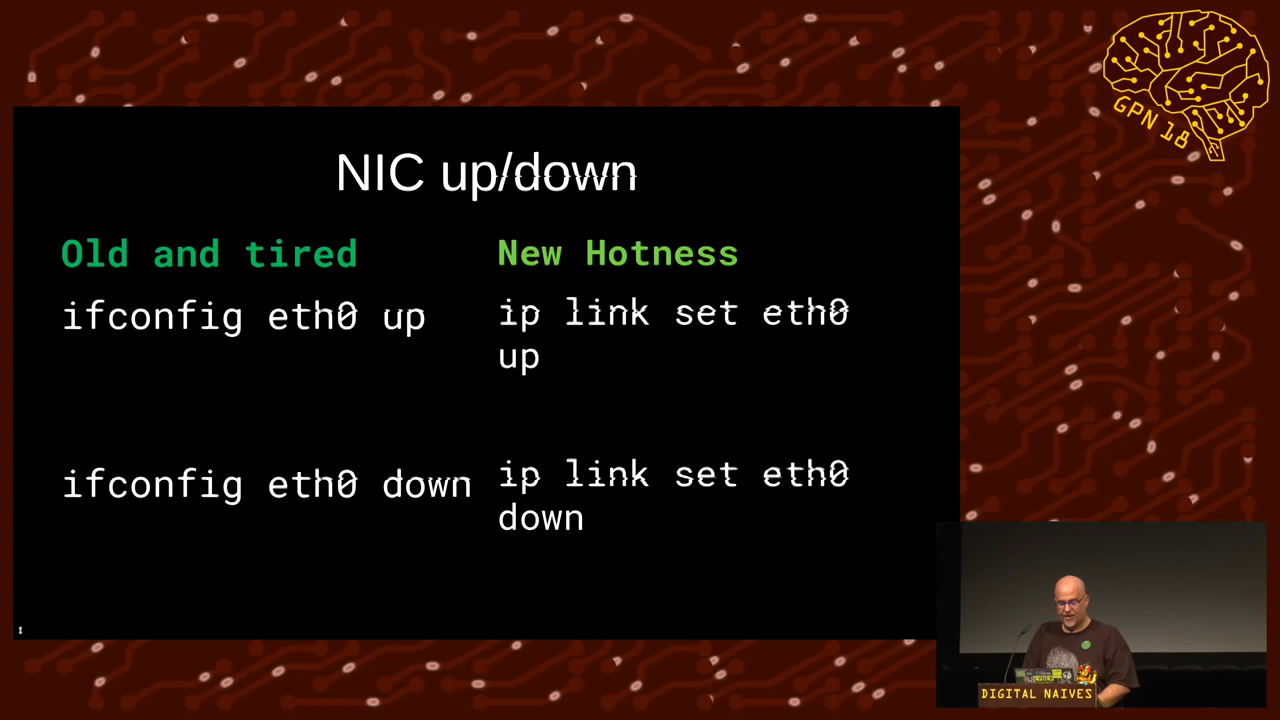 GPN 18
NIC up/down
Old and tired
New Hotness
ifconfig eth0 up
ip link set eth0
up
ifconfig eth0 down
ip link set eth0
down
DIGITAL NAIVES